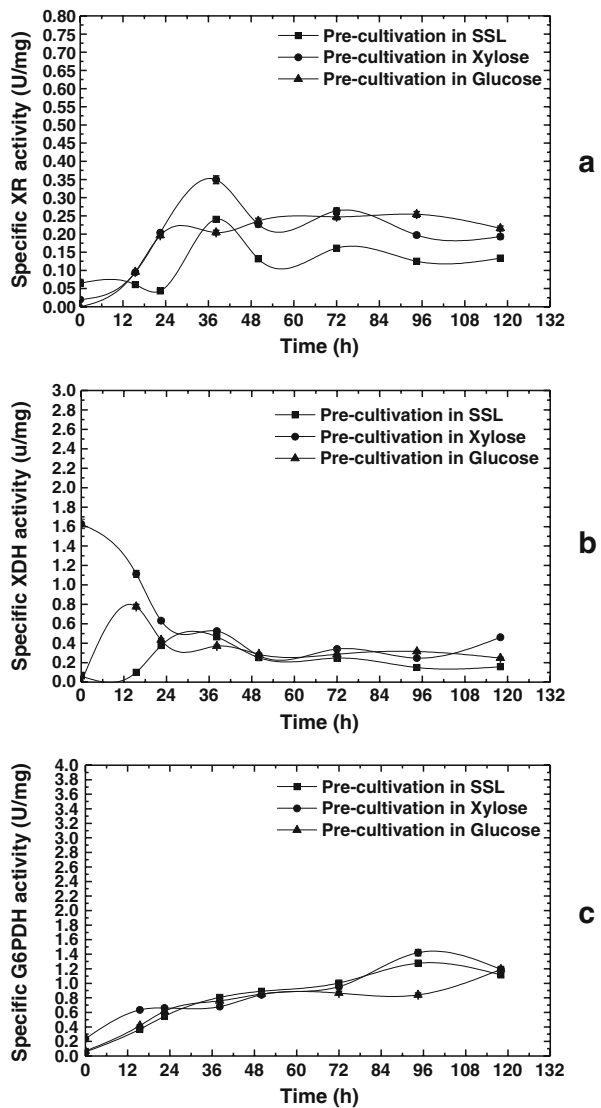 0.80
0.75
0.70
0.65
0.60
0.55
0.50
0.45
0.40
0.35
0.30
0.25
0.20
0.15
0.10
0.05
0.00
Specific XR activity (U/mg)
Pre-cultivation in SSL
Pre-cultivation in Xylose
Pre-cultivation in Glucose
a
0 12 24 36 48 60 72 84 96 108 120 132
Time (h)
3.0
2.8
2.6
2.4
2.2
2.0
1.8
1.6
1.4
1.2
1.0
0.8
0.6
0.4
0.2
0.0
Specific XDH activity (u/mg)
Pre-cultivation in SSL
Pre-cultivation in Xylose
Pre-cultivation in Glucose
b
0 12 24 36 48 60 72 84 96 108 120 132
Time (h)
4.0
3.8
3.6
3.4
3.2
3.0
2.8
2.6
2.4
2.2
2.0
1.8
1.6
1.4
1.2
1.0
0.8
0.6
0.4
0.2
0.0
Specific G6PDH activity (U/mg)
Pre-cultivation in SSL
Pre-cultivation in Xylose
Pre-cultivation in Glucose
c
0 12 24 36 48 60 72 84 96 108 120 132
Time (h)